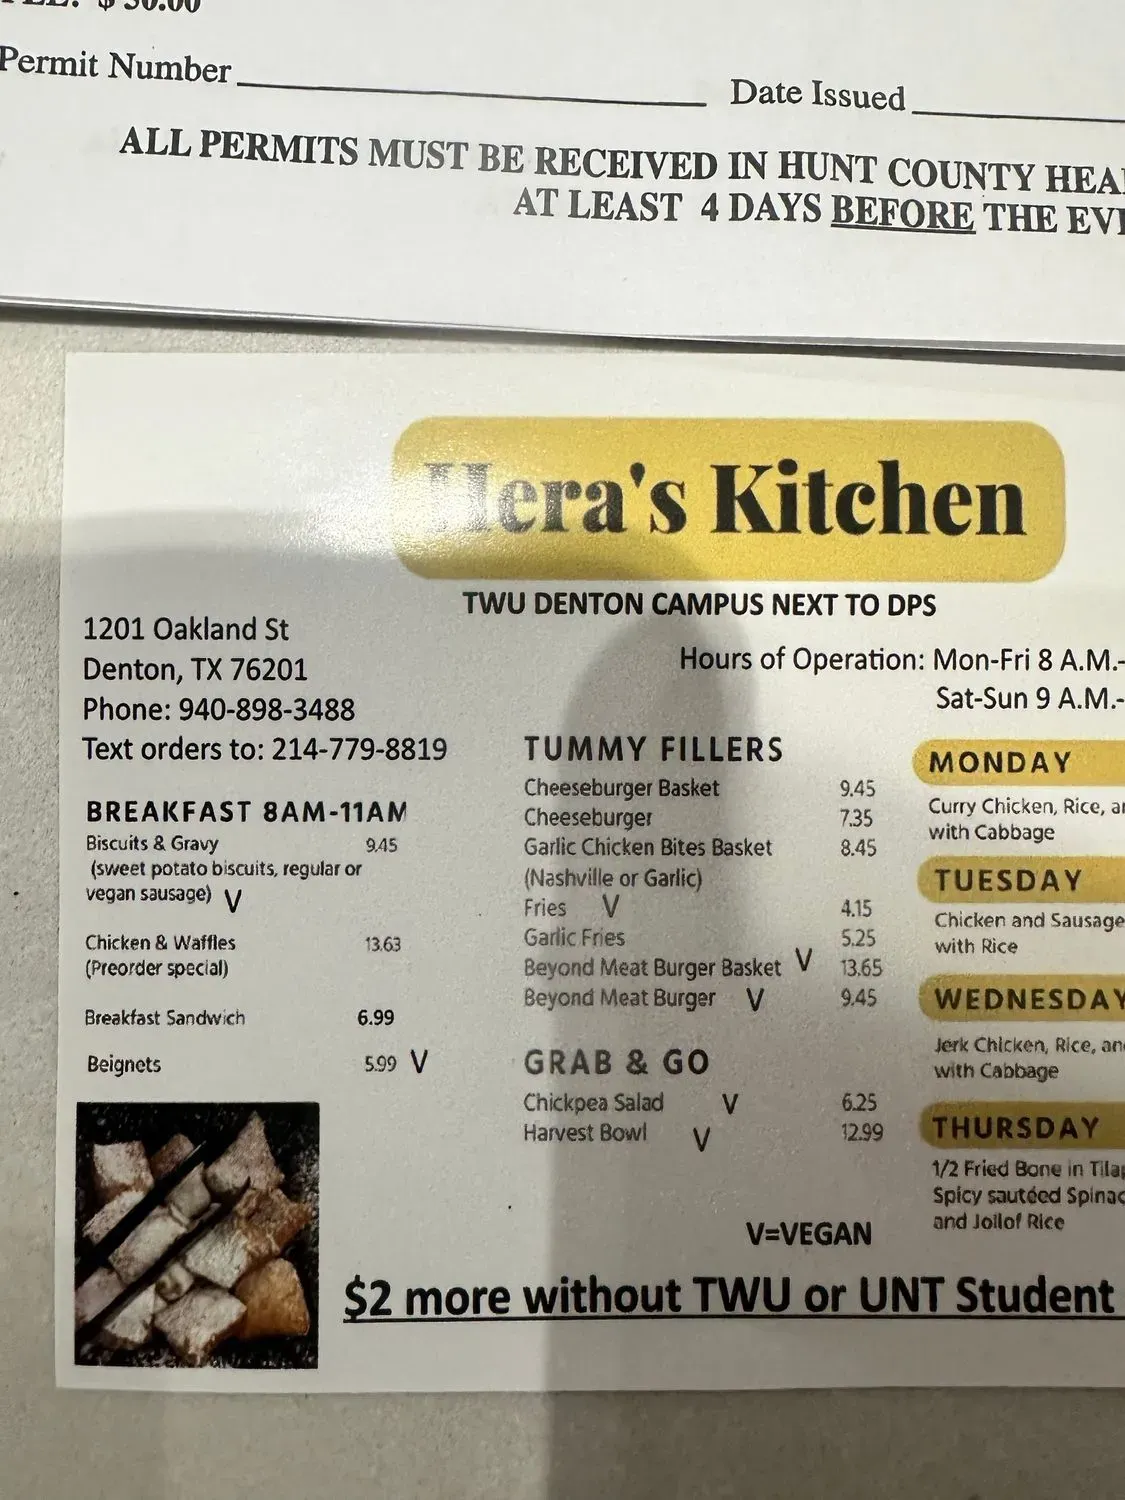 $ 50.00
Permit Number
Date Issued
ALL PERMITS MUST BE RECEIVED IN HUNT COUNTY
AT LEAST 4 DAYS BEFORE THE
Hera's Kitchen
TWU DENTON CAMPUS NEXT TO DPS
1201 Oakland St
Denton, TX 76201
Phone: 940-898-3488
Text orders to: 214-779-8819
Hours of Operation: Mon-Fri 8 A.M.-
Sat-Sun 9 A.M.-
BREAKFAST 8AM-11AM
Biscuits & Gravy 9.45
(sweet potato biscuits, regular or
vegan sausage) V
Chicken & Waffles 13.63
(Preorder special)
Breakfast Sandwich 6.99
Beignets 5.99 V
TUMMY FILLERS
Cheeseburger Basket 9.45
Cheeseburger 7.35
Garlic Chicken Bites Basket 8.45
(Nashville or Garlic)
Fries V 4.15
Garlic Fries 5.25
Beyond Meat Burger Basket V 13.65
Beyond Meat Burger V 9.45
GRAB & GO
Chickpea Salad V 6.25
Harvest Bowl V 12.99
V=VEGAN
MONDAY
Curry Chicken, Rice,
with Cabbage
TUESDAY
Chicken and Sausage
with Rice
WEDNESDAY
Jerk Chicken, Rice,
with Cabbage
THURSDAY
1/2 Fried Bone in
Spicy sautéed
and Jollof Rice
$2 more without TWU or UNT Student